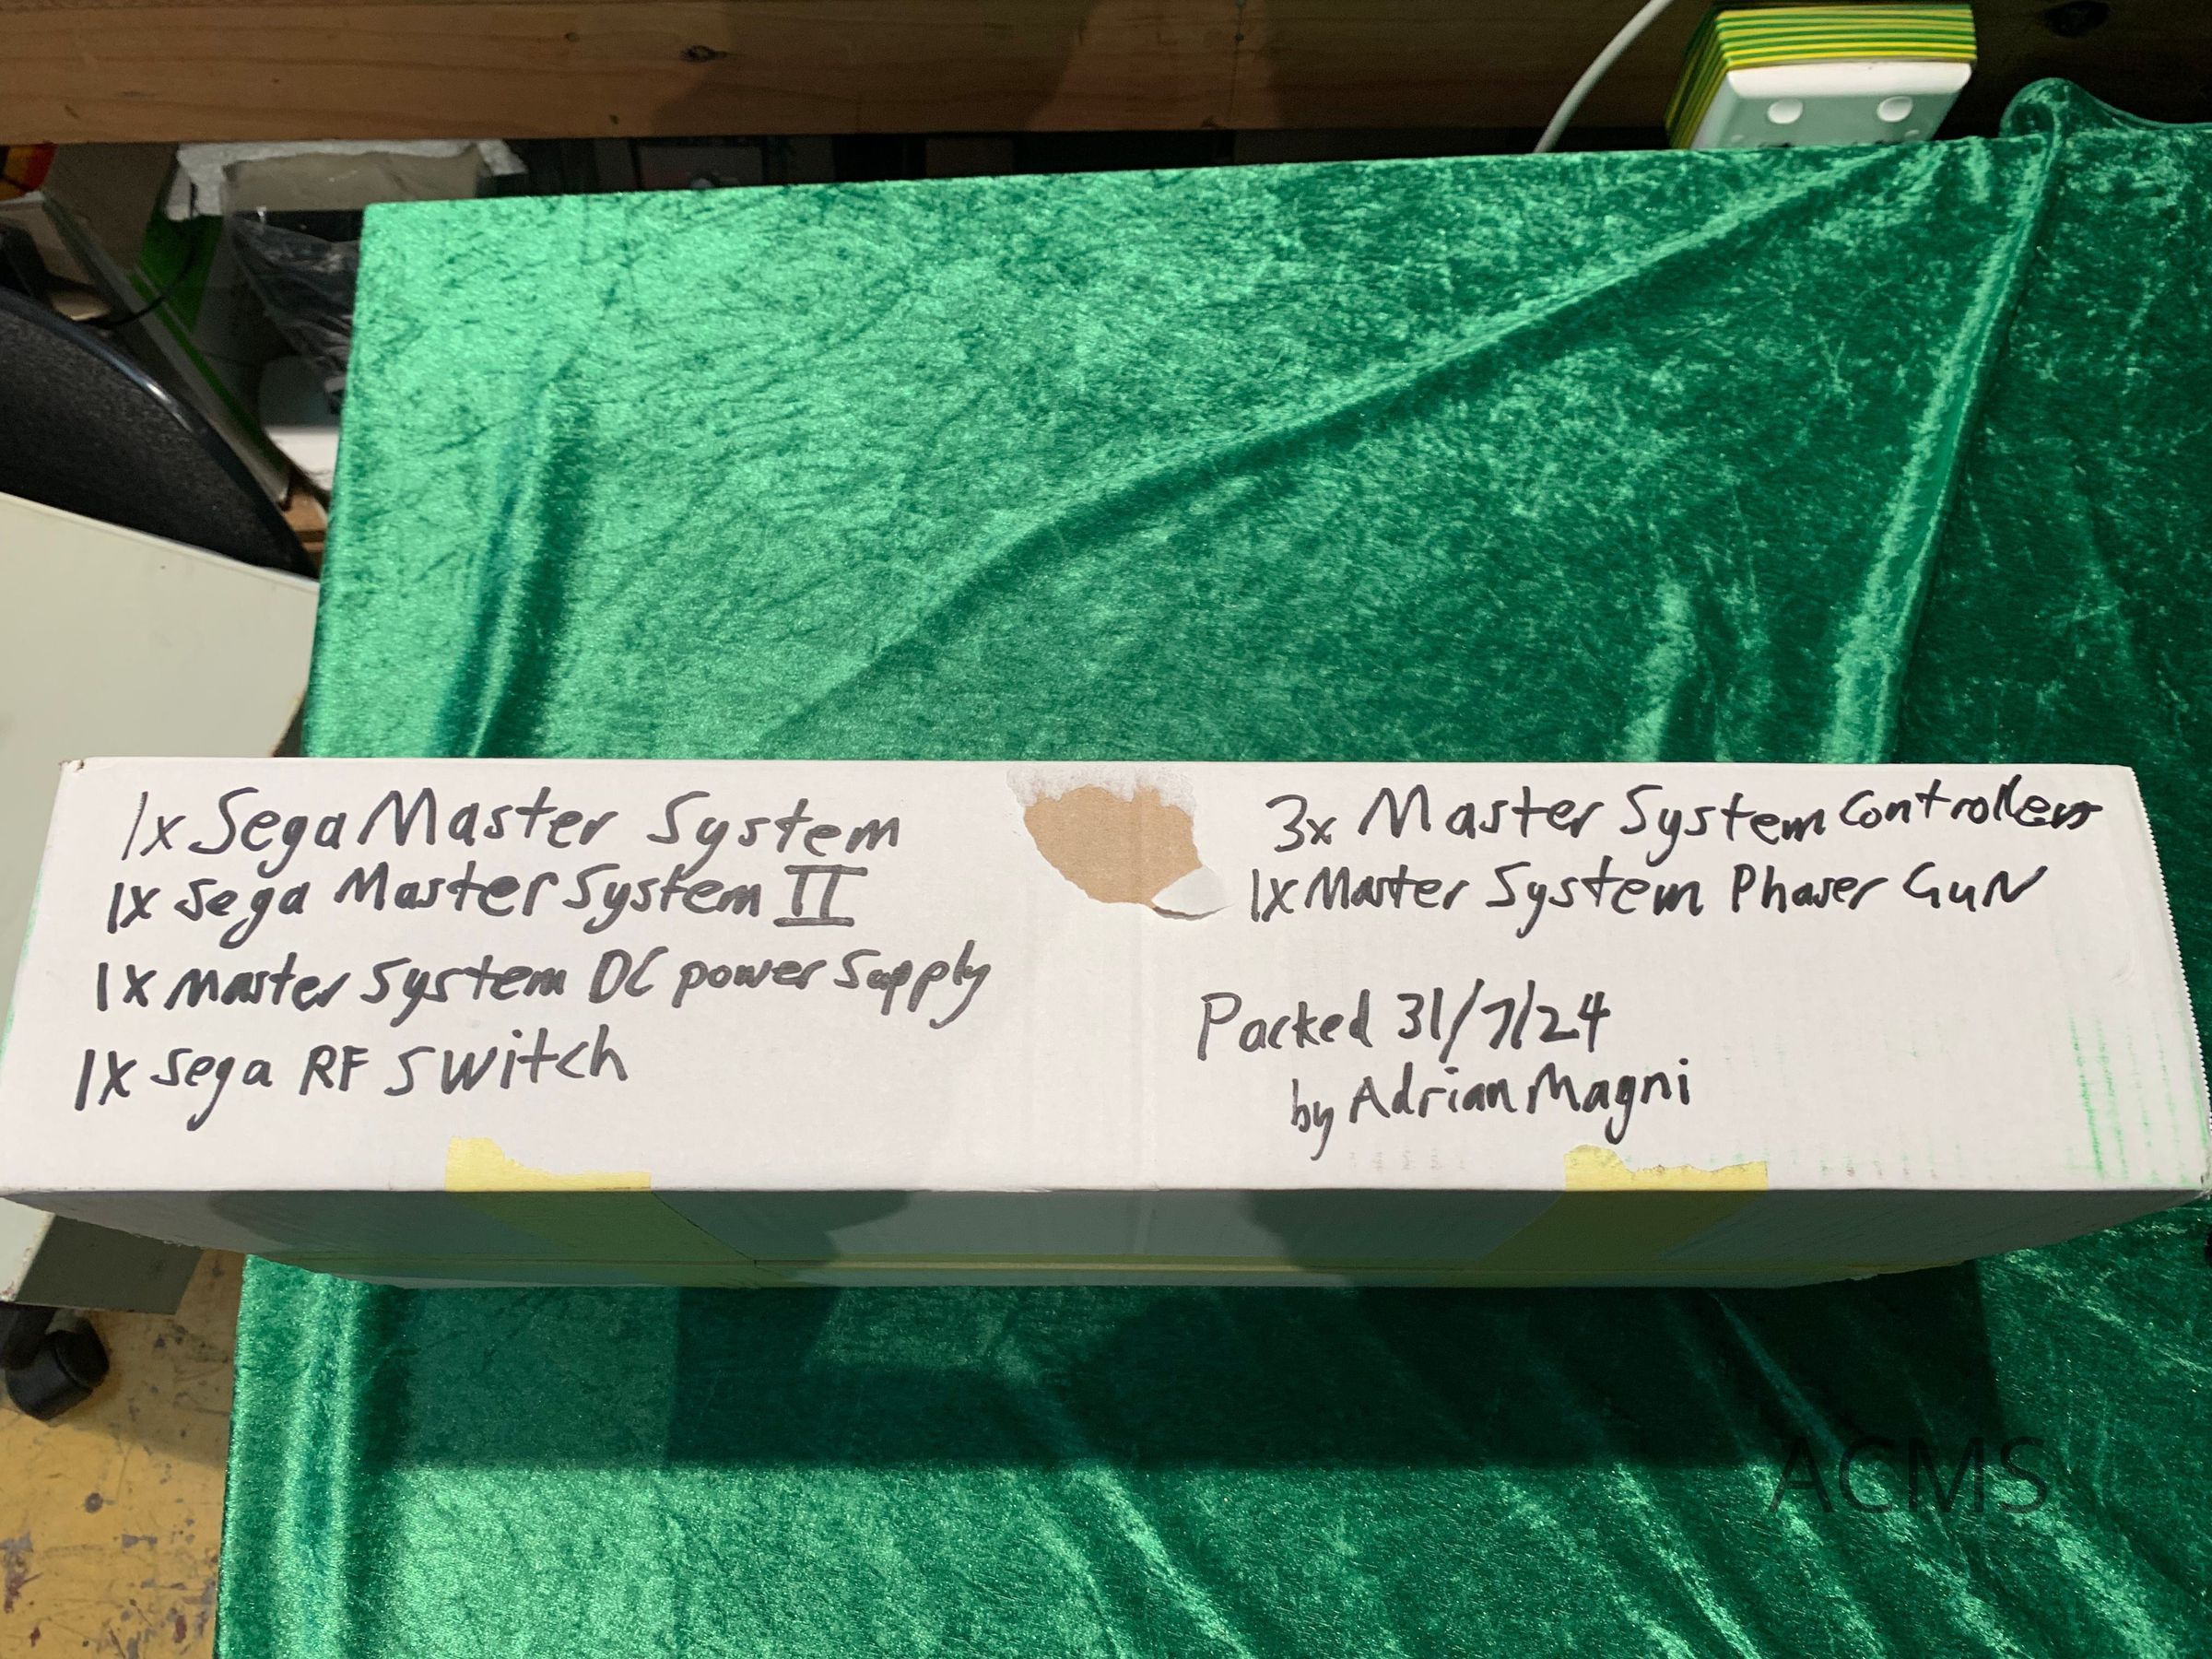 1x Sega Master System
1x Sega Master System II
1x Master System DC power Supply
1x Sega RF Switch
3x Master System Controllers
1x Master System Phaser Gun
Packed 31/7/24
by Adrian Magni
ACMS